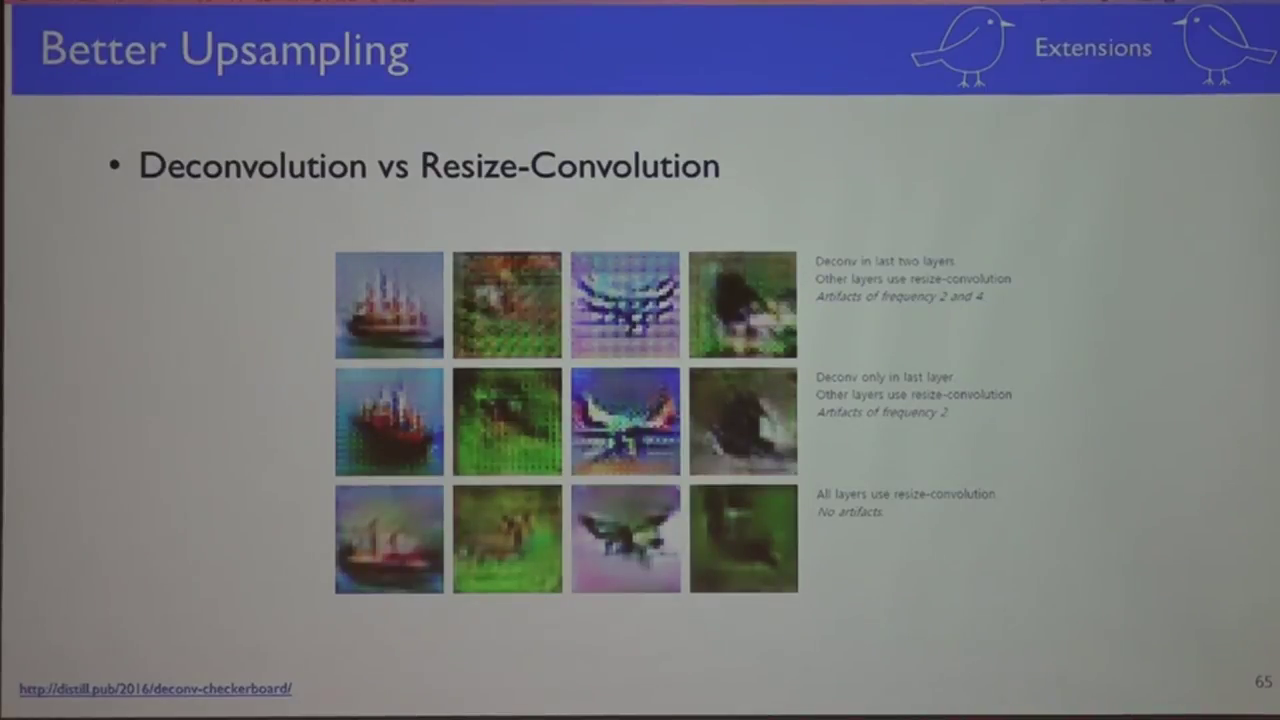 Better Upsampling
Extensions
• Deconvolution vs Resize-Convolution
Deconv in last two layers.
Other layers use resize-convolution
Artifacts of frequency 2 and 4.
Deconv only in last layer.
Other layers use resize-convolution
Artifacts of frequency 2.
All layers use resize-convolution.
No artifacts.
http://distill.pub/2016/deconv-checkerboard/
65